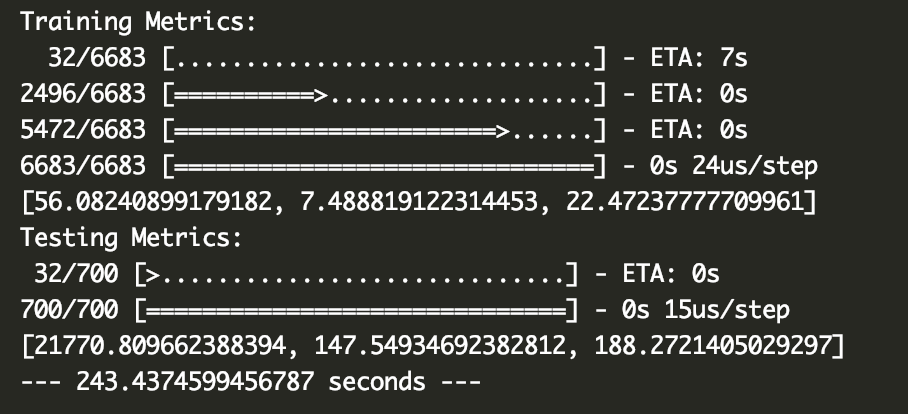 Training Metrics:
32/6683 [..............................] - ETA: 7s
2496/6683 [==========>...................] - ETA: 0s
5472/6683 [=======================>......] - ETA: 0s
6683/6683 [==============================] - 0s 24us/step
[56.08240899179182, 7.488819122314453, 22.47237777709961]
Testing Metrics:
32/700 [>.............................] - ETA: 0s
700/700 [==============================] - 0s 15us/step
[21770.809662388394, 147.54934692382812, 188.2721405029297]
--- 243.4374599456787 seconds ---